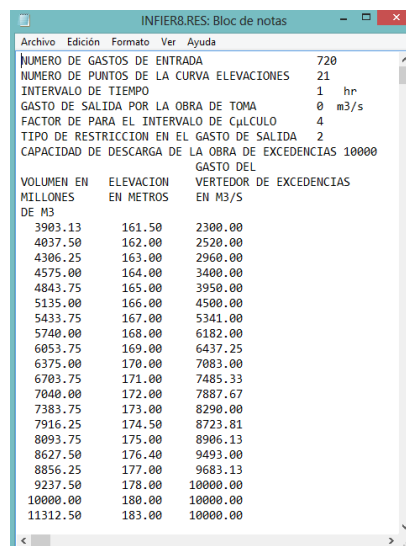 INFIER8.RES: Bloc de notas
Archivo Edición Formato Ver Ayuda
NUMERO DE GASTOS DE ENTRADA 720
NUMERO DE PUNTOS DE LA CURVA ELEVACIONES 21
INTERVALO DE TIEMPO 1 hr
GASTO DE SALIDA POR LA OBRA DE TOMA 0 m3/s
FACTOR DE PARA EL INTERVALO DE CµLCULO 4
TIPO DE RESTRICCION EN EL GASTO DE SALIDA 2
CAPACIDAD DE DESCARGA DE LA OBRA DE EXCEDENCIAS 10000
GASTO DEL
VOLUMEN EN ELEVACION VERTEDOR DE EXCEDENCIAS
MILLONES EN METROS EN M3/S
DE M3
3903.13 161.50 2300.00
4037.50 162.00 2520.00
4306.25 163.00 2960.00
4575.00 164.00 3400.00
4843.75 165.00 3950.00
5135.00 166.00 4500.00
5433.75 167.00 5341.00
5740.00 168.00 6182.00
6053.75 169.00 6437.25
6375.00 170.00 7083.00
6703.75 171.00 7485.33
7040.00 172.00 7887.67
7383.75 173.00 8290.00
7916.25 174.50 8723.81
8093.75 175.00 8906.13
8627.50 176.40 9493.00
8856.25 177.00 9683.13
9237.50 178.00 10000.00
10000.00 180.00 10000.00
11312.50 183.00 10000.00